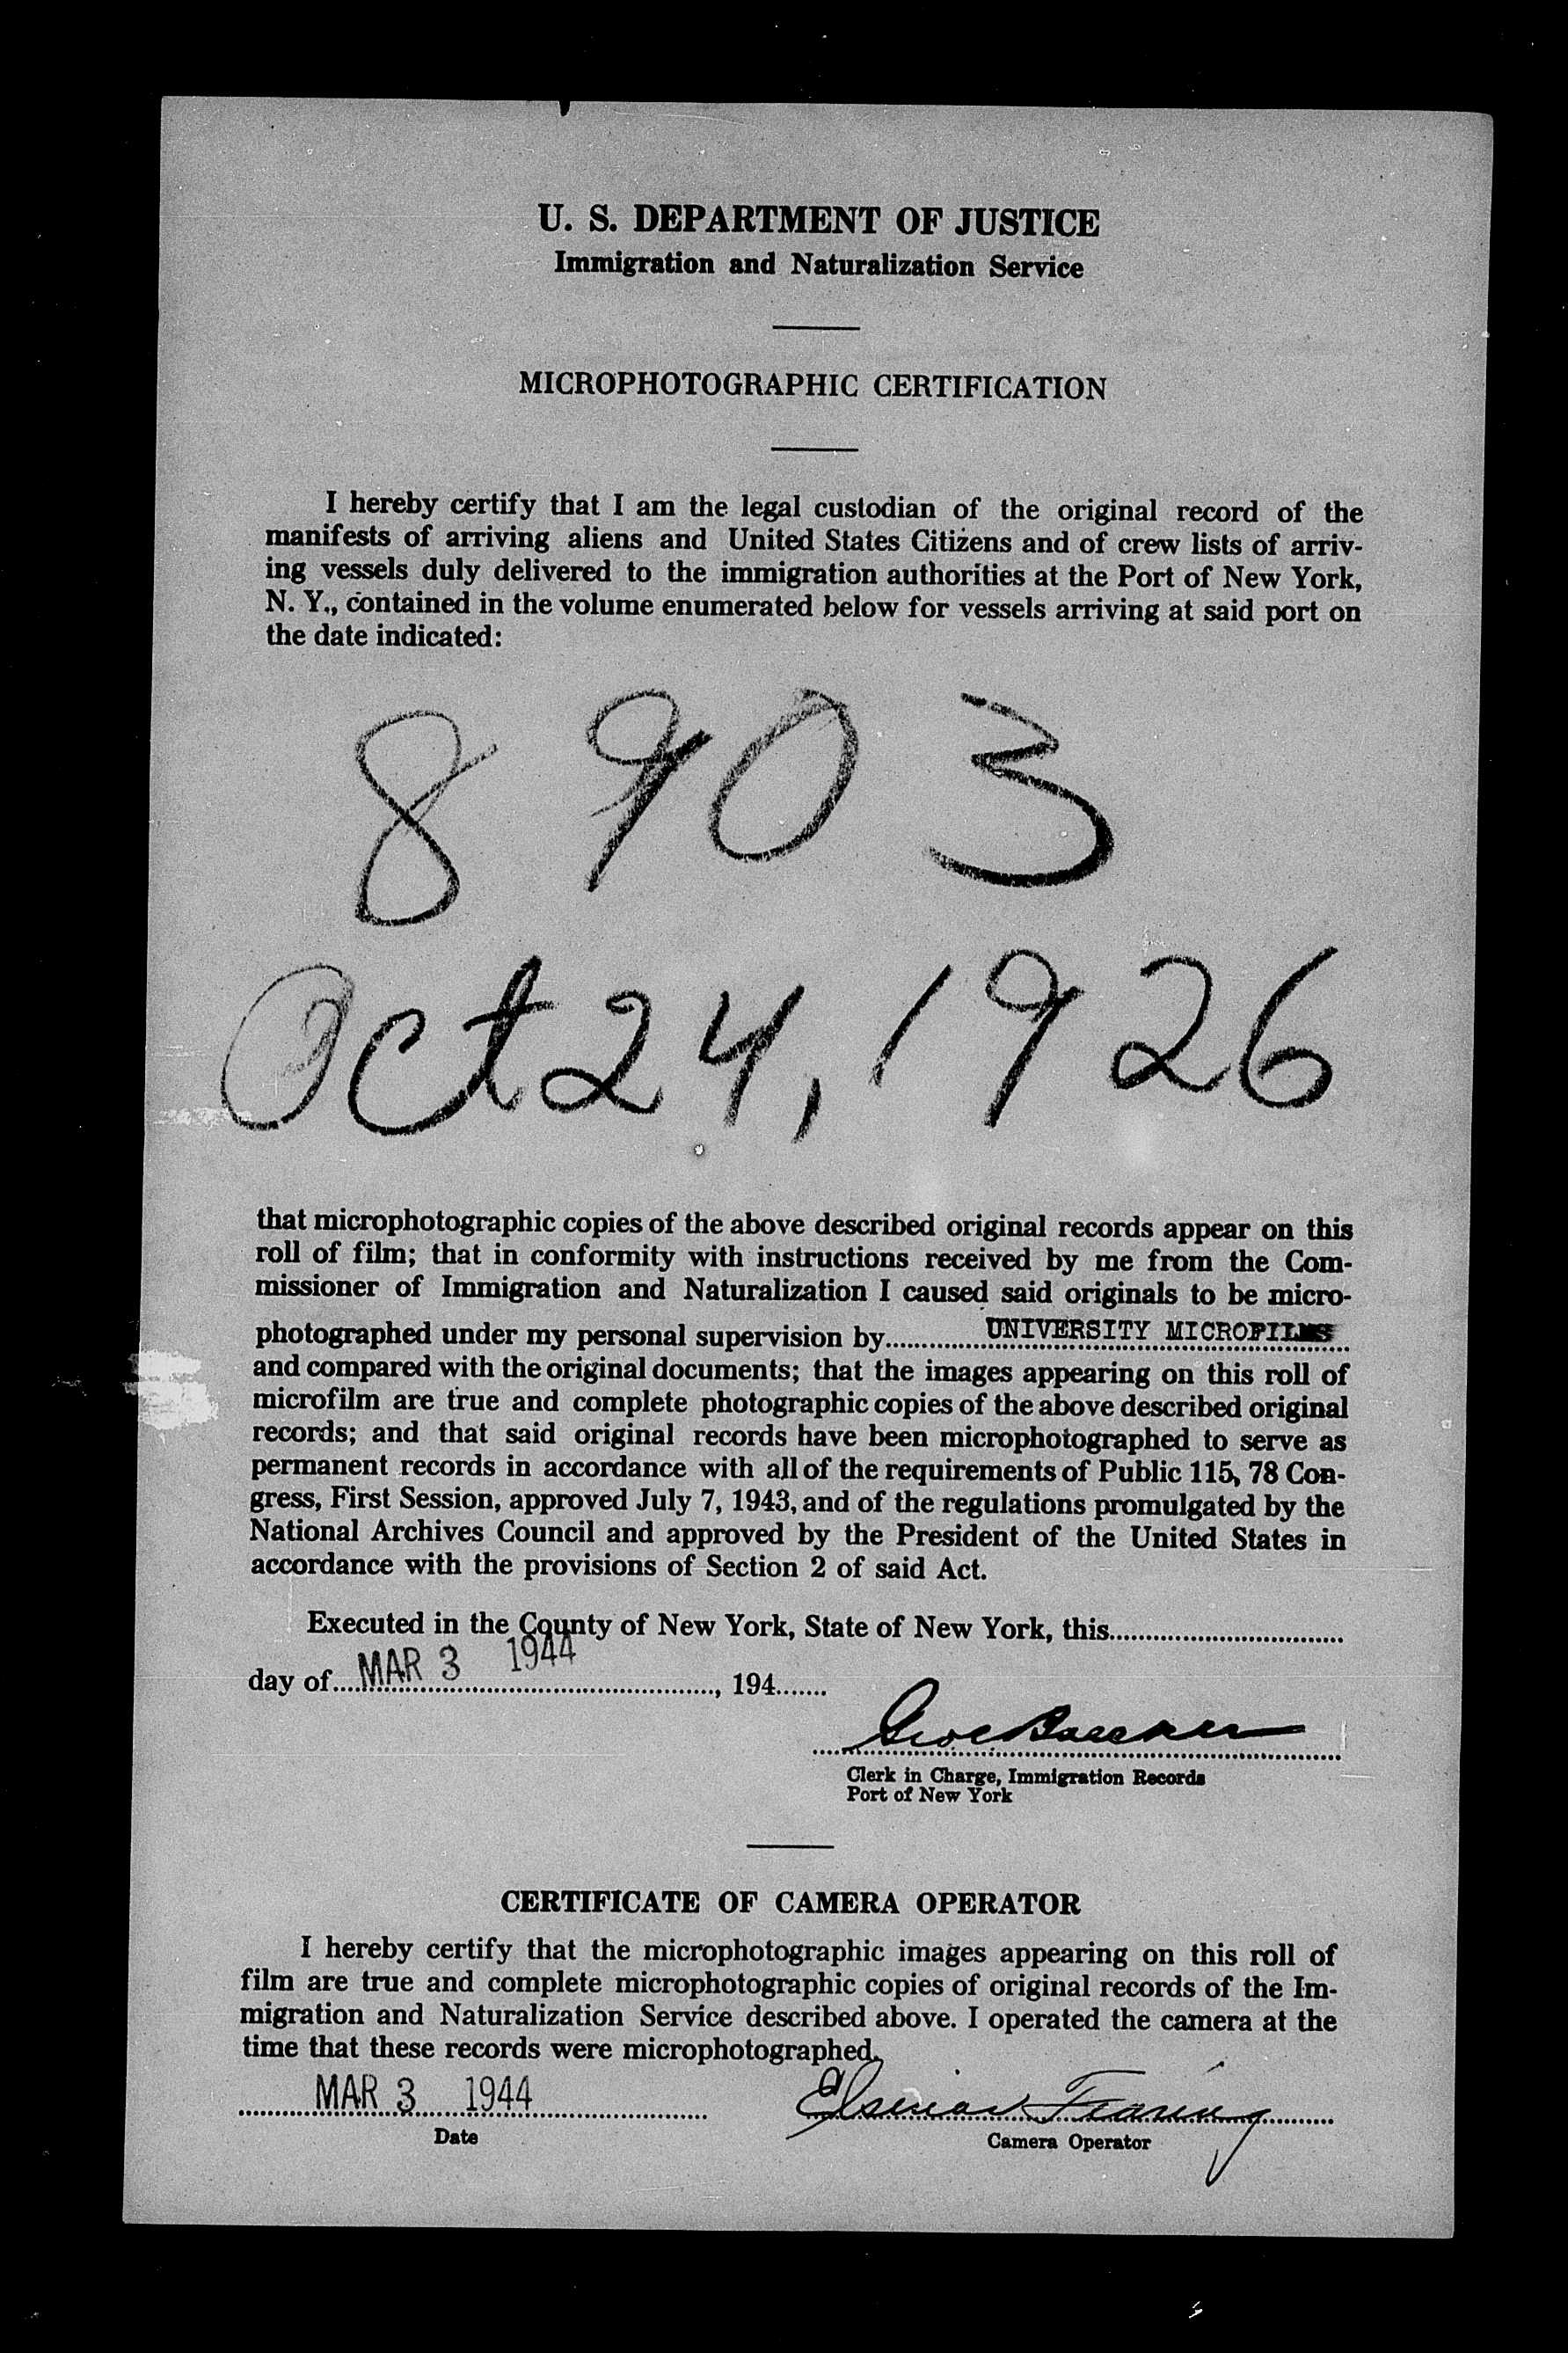 U. S. DEPARTMENT OF JUSTICE
Immigration and Naturalization Service
MICROPHOTOGRAPHIC CERTIFICATION
I hereby certify that I am the legal custodian of the original record of the
manifests of arriving aliens and United States Citizens and of crew lists of arriv-
ing vessels duly delivered to the immigration authorities at the Port of New York,
N. Y., contained in the volume enumerated below for vessels arriving at said port on
the date indicated:
8903
Oct 24, 1926
that microphotographic copies of the above described original records appear on this
roll of film; that in conformity with instructions received by me from the Com-
missioner of Immigration and Naturalization I caused said originals to be micro-
photographed under my personal supervision by UNIVERSITY MICROFILMS
and compared with the original documents; that the images appearing on this roll of
microfilm are true and complete photographic copies of the above described original
records; and that said original records have been microphotographed to serve as
permanent records in accordance with all of the requirements of Public 115, 78 Con-
gress, First Session, approved July 7, 1943, and of the regulations promulgated by the
National Archives Council and approved by the President of the United States in
accordance with the provisions of Section 2 of said Act.
Executed in the County of New York, State of New York, this
day of MAR 3 1944, 194
Clerk in Charge, Immigration Records
Port of New York
CERTIFICATE OF CAMERA OPERATOR
I hereby certify that the microphotographic images appearing on this roll of
film are true and complete microphotographic copies of original records of the Im-
migration and Naturalization Service described above. I operated the camera at the
time that these records were microphotographed.
MAR 3 1944
Date
Camera Operator